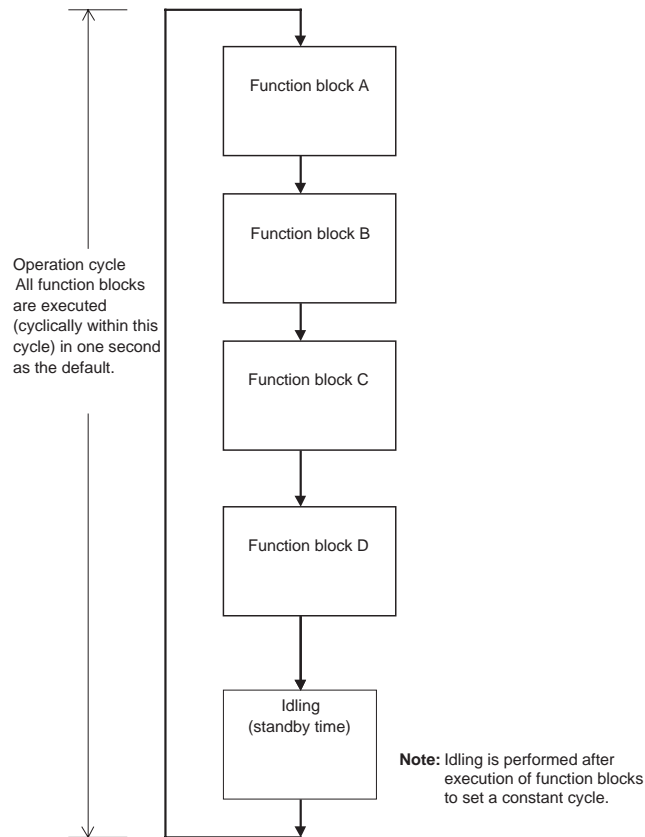 Function block A
Function block B
Operation cycle
All function blocks
are executed
(cyclically within this
cycle) in one second
as the default.
Function block C
Function block D
Idling
(standby time)
Note: Idling is performed after
execution of function blocks
to set a constant cycle.